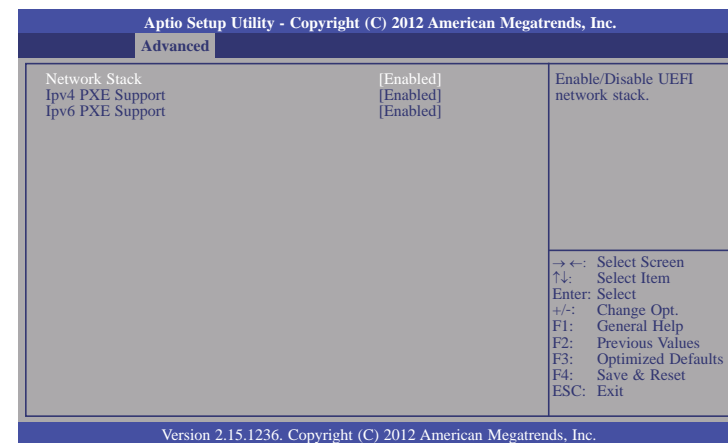 Aptio Setup Utility - Copyright (C) 2012 American Megatrends, Inc.
Advanced
Network Stack [Enabled]
Ipv4 PXE Support [Enabled]
Ipv6 PXE Support [Enabled]
Enable/Disable UEFI
network stack.
→←: Select Screen
↑↓: Select Item
Enter: Select
+/-: Change Opt.
F1: General Help
F2: Previous Values
F3: Optimized Defaults
F4: Save & Reset
ESC: Exit
Version 2.15.1236. Copyright (C) 2012 American Megatrends, Inc.